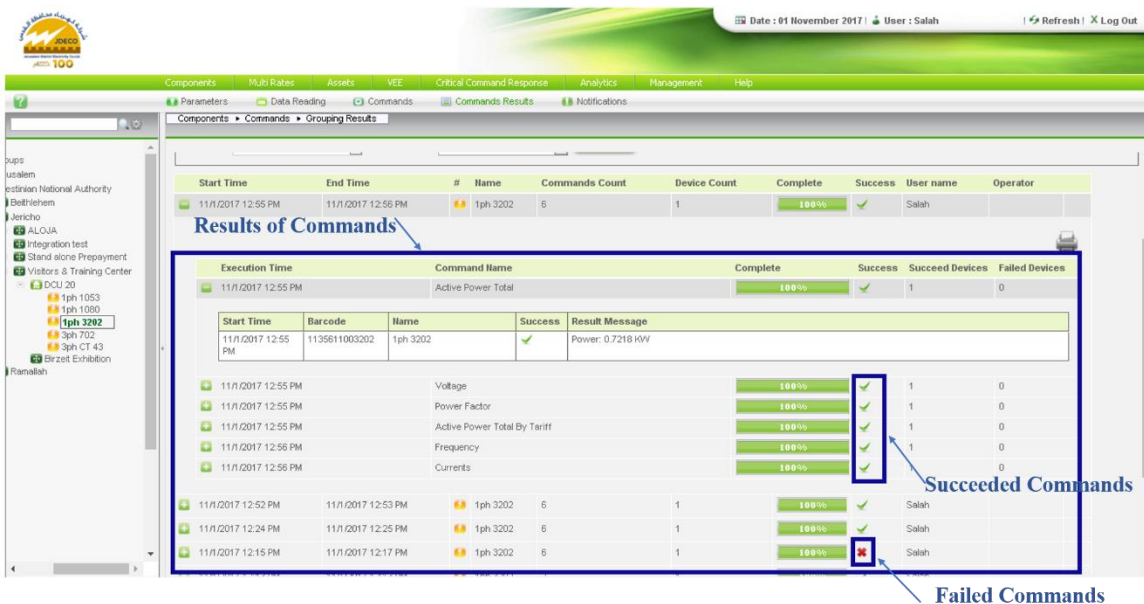 JDECO
100
Date : 01 November 2017 | User : Salah | Refresh | X Log Out
Components Multi Rates Assets VEE Critical Command Response Analytics Management Help
Parameters Data Reading Commands Commands Results Notifications
Components ▸ Commands ▸ Grouping Results
oups
usalem
estinian National Authority
Beithlehem
Jericho
ALOJA
Integration test
Stand alone Prepayment
Visitors & Training Center
DCU 20
1ph 1053
1ph 1080
1ph 3202
3ph 702
3ph CT 43
Birzeit Exhibition
Ramallah
Start Time End Time # Name Commands Count Device Count Complete Success User name Operator
11/1/2017 12:55 PM 11/1/2017 12:56 PM 1ph 3202 6 1 100% Salah
Results of Commands
Execution Time Command Name Complete Success Succeed Devices Failed Devices
11/1/2017 12:55 PM Active Power Total 100% 1 0
Start Time Barcode Name Success Result Message
11/1/2017 12:55 PM 1135611003202 1ph 3202 Power: 0.7218 KW
11/1/2017 12:55 PM Voltage 100% 1 0
11/1/2017 12:55 PM Power Factor 100% 1 0
11/1/2017 12:55 PM Active Power Total By Tariff 100% 1 0
11/1/2017 12:56 PM Frequency 100% 1 0
11/1/2017 12:56 PM Currents 100% 1 0
Succeeded Commands
11/1/2017 12:52 PM 11/1/2017 12:53 PM 1ph 3202 6 1 100% Salah
11/1/2017 12:24 PM 11/1/2017 12:25 PM 1ph 3202 6 1 100% Salah
11/1/2017 12:15 PM 11/1/2017 12:17 PM 1ph 3202 6 1 100% Salah
Failed Commands